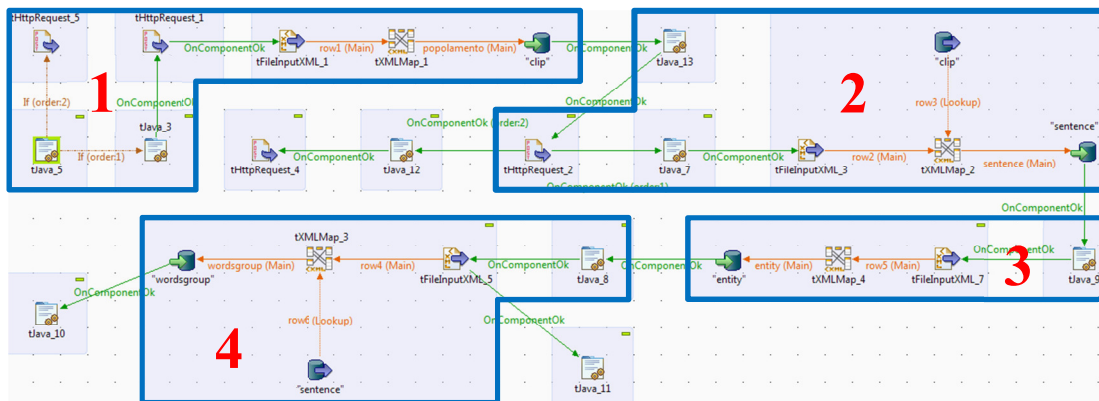 tHttpRequest_5
tHttpRequest_1
OnComponentOk
row1 (Main)
popolamento (Main)
OnComponentOk
tFileInputXML_1
tXMLMap_1
"clip"
tJava_13
"clip"
1
2
If (order:2)
OnComponentOk
OnComponentOk
row3 (Lookup)
tJava_3
OnComponentOk (order:2)
"sentence"
If (order:1)
OnComponentOk
OnComponentOk
row2 (Main)
sentence (Main)
tJava_5
tHttpRequest_4
tJava_12
tHttpRequest_2
tJava_7
tFileInputXML_3
tXMLMap_2
OnComponentOk (order:1)
OnComponentOk
tXMLMap_3
wordsgroup (Main)
row4 (Main)
OnComponentOk
OnComponentOk
entity (Main)
row5 (Main)
OnComponentOk
3
"wordsgroup"
tFileInputXML_5
tJava_8
"entity"
tXMLMap_4
tFileInputXML_7
tJava_9
OnComponentOk
row6 (Lookup)
OnComponentOk
tJava_10
4
"sentence"
tJava_11